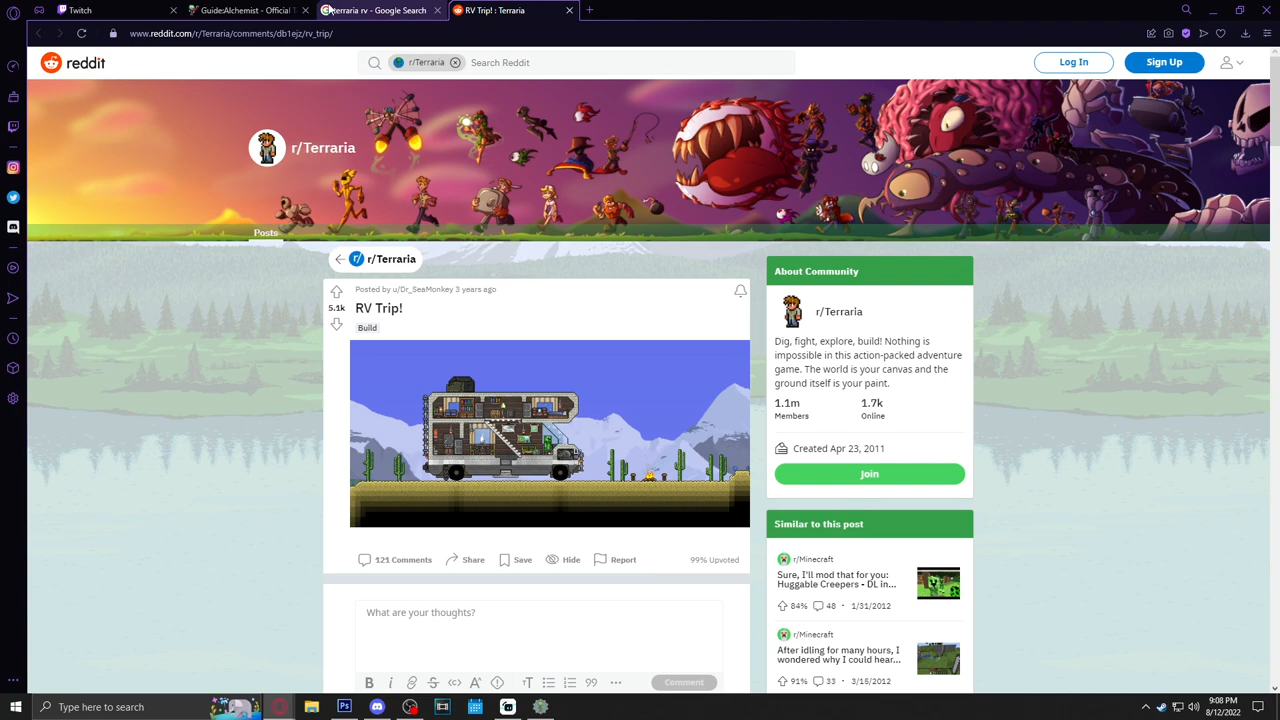 Twitch
Guide:Alchemist Strate
terraria rv - Google Search
RV Trip! : Terraria
www.reddit.com/r/Terraria/comments/db1ejz/rv_trip/
reddit
r/Terraria
Search Reddit
Log In
Sign Up
r/Terraria
Posts
r/Terraria
Posted by u/Dr_SeaMonkey 3 years ago
5.1k
RV Trip!
Build
121 Comments
Share
Save
Hide
Report
99% Upvoted
What are your thoughts?
Comment
About Community
r/Terraria
Dig, fight, explore, build! Nothing is
impossible in this action-packed adventure
game. The world is your canvas and the
ground itself is your paint.
1.1m
Members
1.7k
Online
Created Apr 23, 2011
Join
Similar to this post
r/Minecraft
Sure, I'll mod that for you:
Huggable Creepers - DL in...
84% 48 · 1/31/2012
r/Minecraft
After idling for many hours, I
wondered why I could hear...
91% 33 · 3/15/2012
Type here to search
9:08 PM
8/12/2022